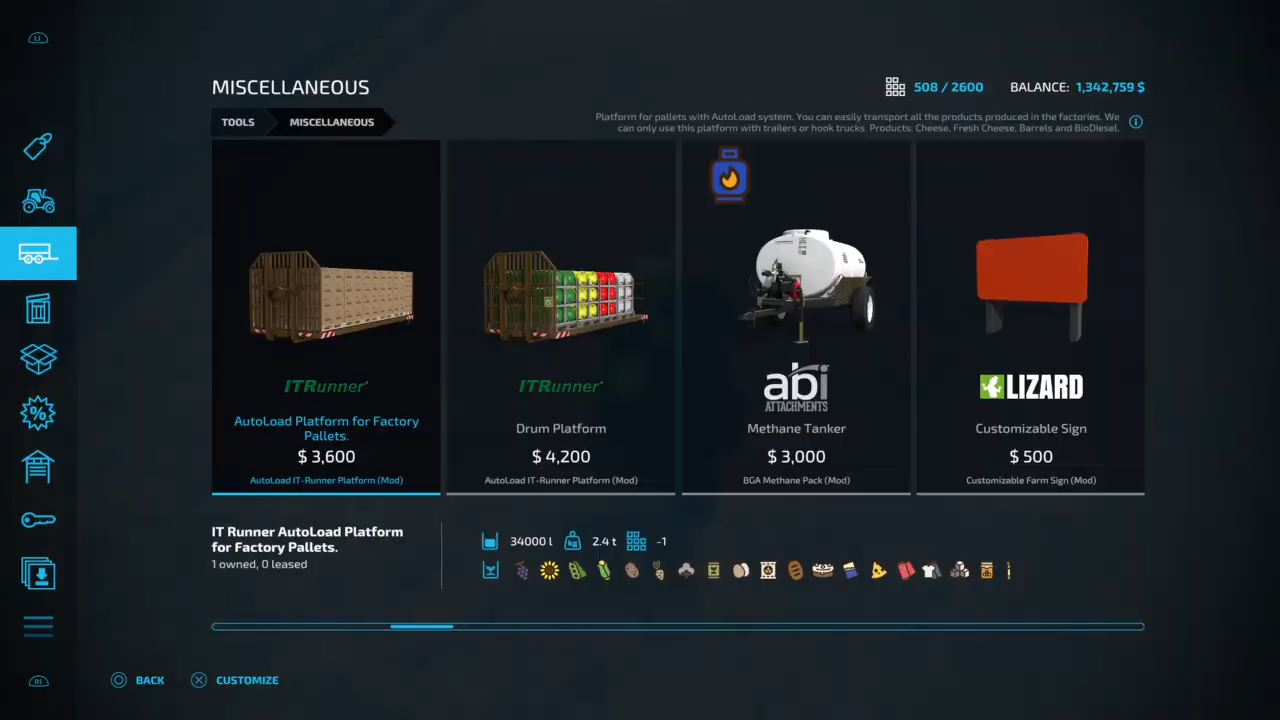 L1
MISCELLANEOUS
508 / 2600
BALANCE: 1,342,759 $
TOOLS
MISCELLANEOUS
Platform for pallets with AutoLoad system. You can easily transport all the products produced in the factories. We
can only use this platform with trailers or hook trucks. Products: Cheese, Fresh Cheese, Barrels and BioDiesel.
ITRunner
AutoLoad Platform for Factory
Pallets.
$ 3,600
AutoLoad IT-Runner Platform (Mod)
ITRunner
Drum Platform
$ 4,200
AutoLoad IT-Runner Platform (Mod)
abi
ATTACHMENTS
Methane Tanker
$ 3,000
BGA Methane Pack (Mod)
LIZARD
Customizable Sign
$ 500
Customizable Farm Sign (Mod)
IT Runner AutoLoad Platform
for Factory Pallets.
1 owned, 0 leased
34000 l
kg
2.4 t
-1
%
R1
BACK
CUSTOMIZE